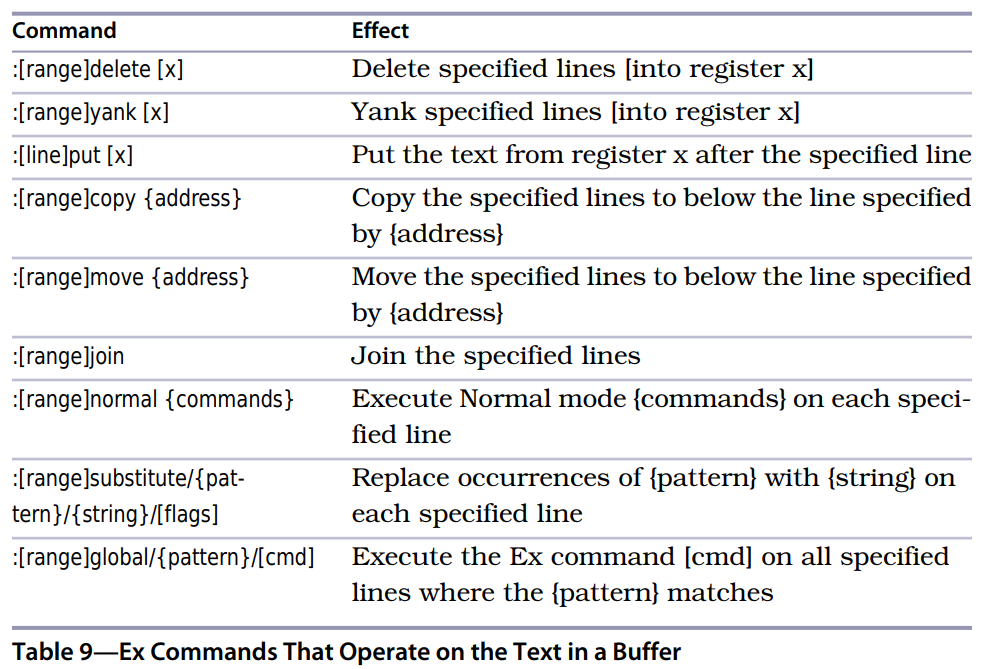 Command Effect
:[range]delete [x] Delete specified lines [into register x]
:[range]yank [x] Yank specified lines [into register x]
:[line]put [x] Put the text from register x after the specified line
:[range]copy {address} Copy the specified lines to below the line specified
by {address}
:[range]move {address} Move the specified lines to below the line specified
by {address}
:[range]join Join the specified lines
:[range]normal {commands} Execute Normal mode {commands} on each speci-
fied line
:[range]substitute/{pat- Replace occurrences of {pattern} with {string} on
tern}/{string}/[flags] each specified line
:[range]global/{pattern}/[cmd] Execute the Ex command [cmd] on all specified
lines where the {pattern} matches
Table 9—Ex Commands That Operate on the Text in a Buffer